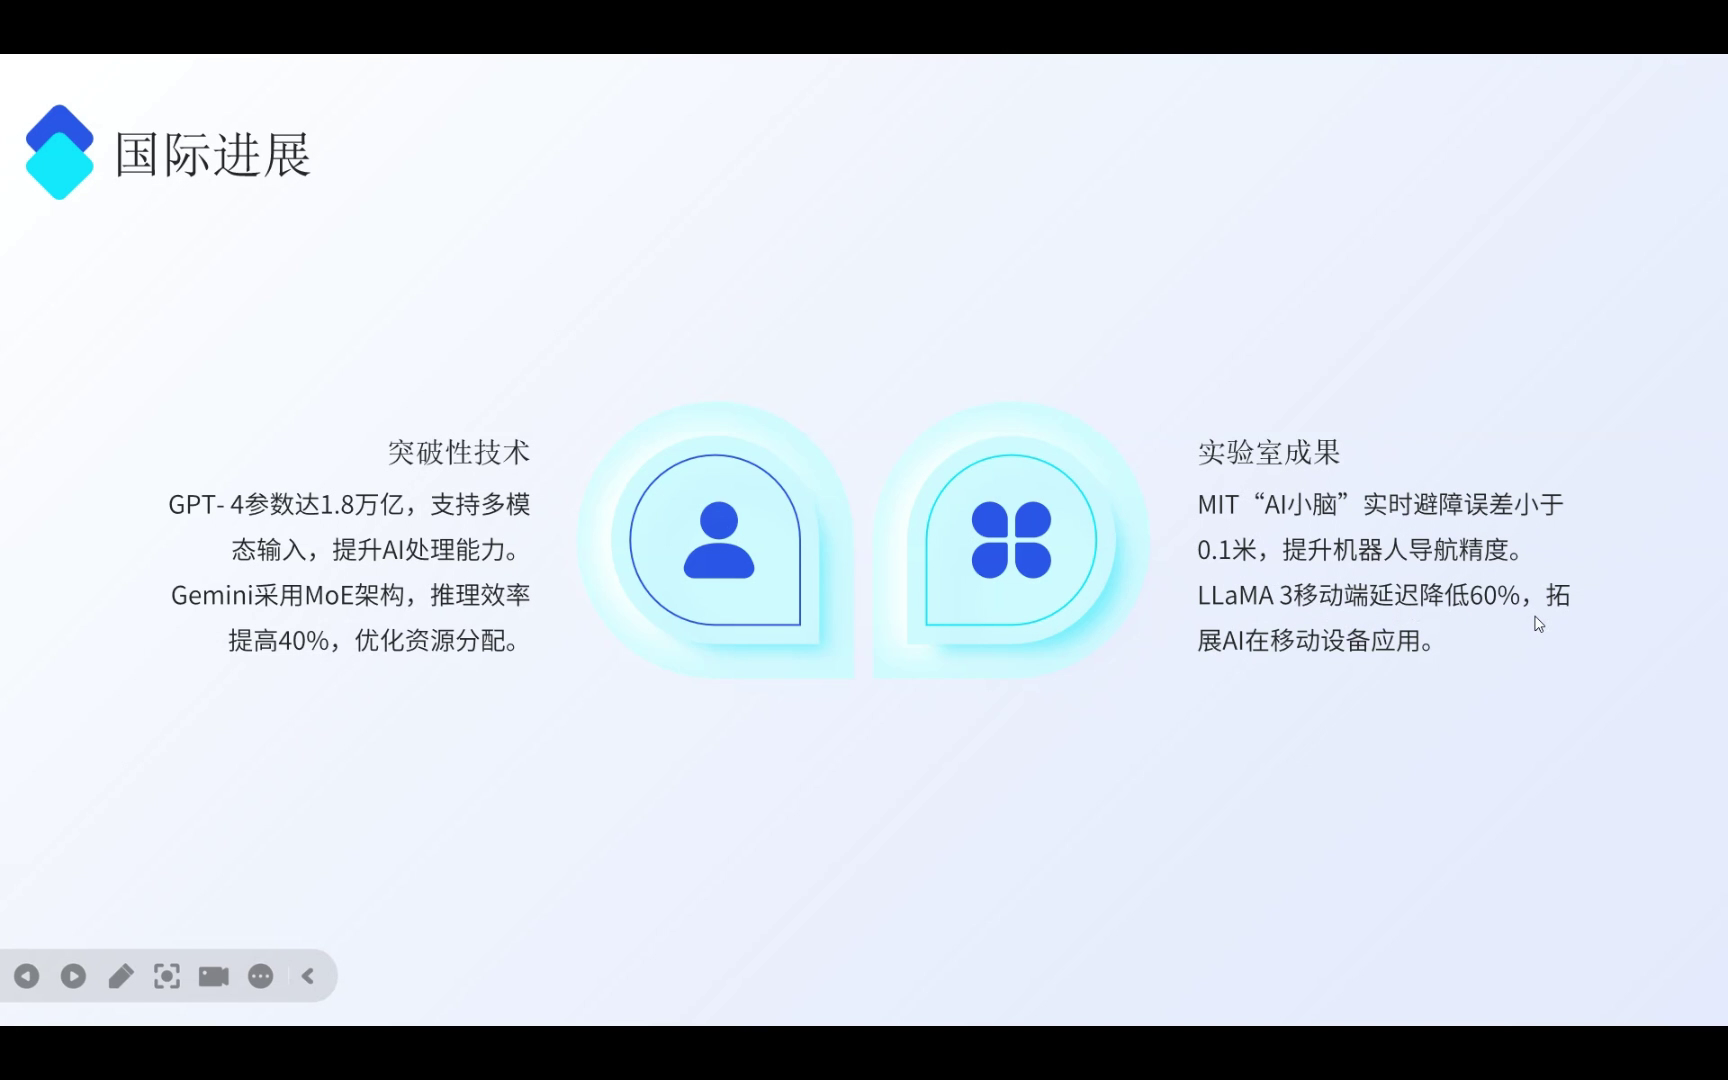 国际进展
突破性技术
GPT- 4参数达1.8万亿，支持多模
态输入，提升AI处理能力。
Gemini采用MoE架构，推理效率
提高40%，优化资源分配。
实验室成果
MIT“AI小脑”实时避障误差小于
0.1米，提升机器人导航精度。
LLaMA 3移动端延迟降低60%，拓
展AI在移动设备应用。